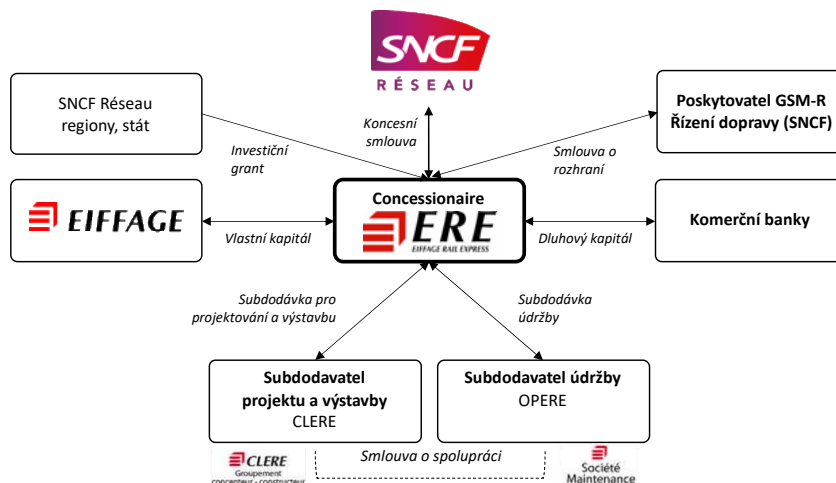 SNCF
RÉSEAU
SNCF Réseau
regiony, stát
Koncesní
smlouva
Poskytovatel GSM-R
Řízení dopravy (SNCF)
Investiční
grant
Smlouva o
rozhraní
EIFFAGE
Vlastní kapitál
Concessionaire
ERE
EIFFAGE RAIL EXPRESS
Dluhový kapitál
Komerční banky
Subdodávka pro
projektování a výstavbu
Subdodávka
údržby
Subdodavatel
projektu a výstavby
CLERE
Subdodavatel údržby
OPERE
CLERE
Groupement
concepteur - constructeur
Smlouva o spolupráci
Société
Maintenance